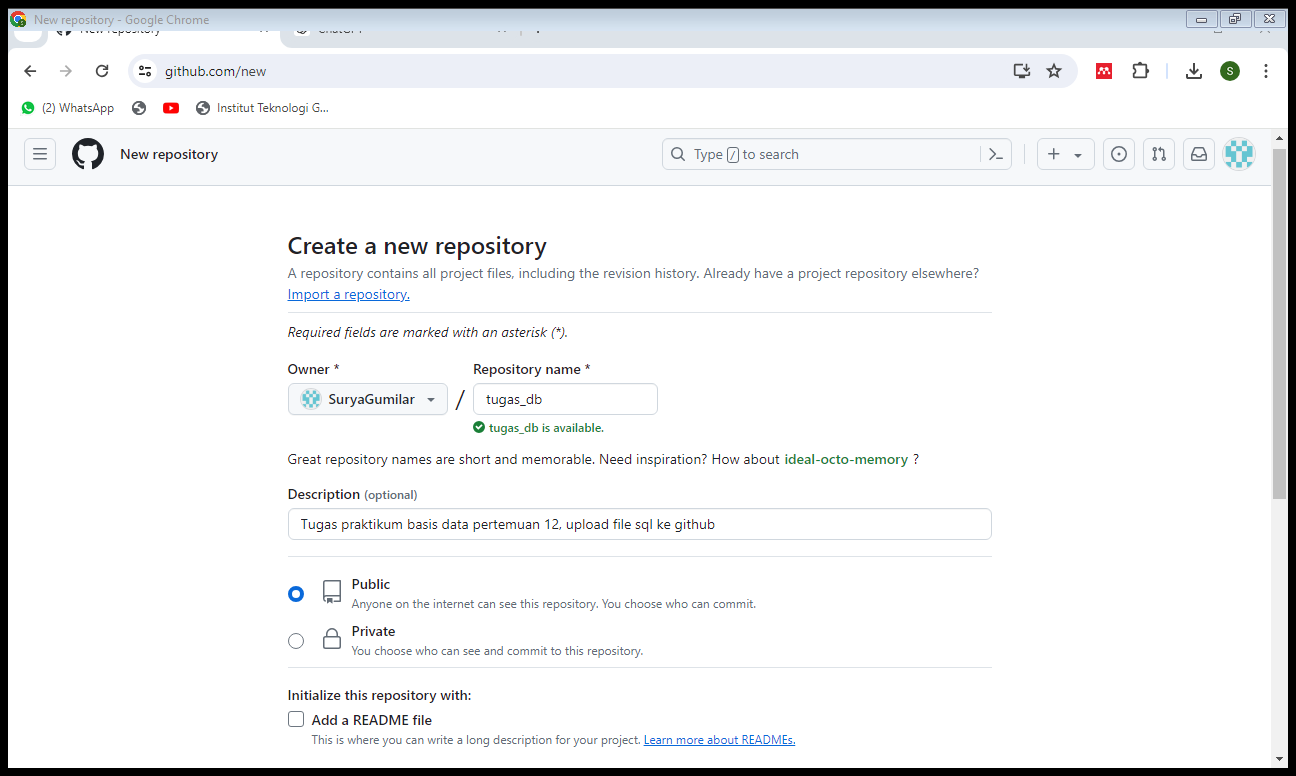 New repository - Google Chrome
New repository
ChatGPT
github.com/new
S
(2) WhatsApp
Institut Teknologi G...
New repository
Type / to search
Create a new repository
A repository contains all project files, including the revision history. Already have a project repository elsewhere?
Import a repository.
Required fields are marked with an asterisk (*).
Owner *
Repository name *
SuryaGumilar
/
tugas_db
tugas_db is available.
Great repository names are short and memorable. Need inspiration? How about ideal-octo-memory ?
Description (optional)
Tugas praktikum basis data pertemuan 12, upload file sql ke github
Public
Anyone on the internet can see this repository. You choose who can commit.
Private
You choose who can see and commit to this repository.
Initialize this repository with:
Add a README file
This is where you can write a long description for your project. Learn more about READMEs.